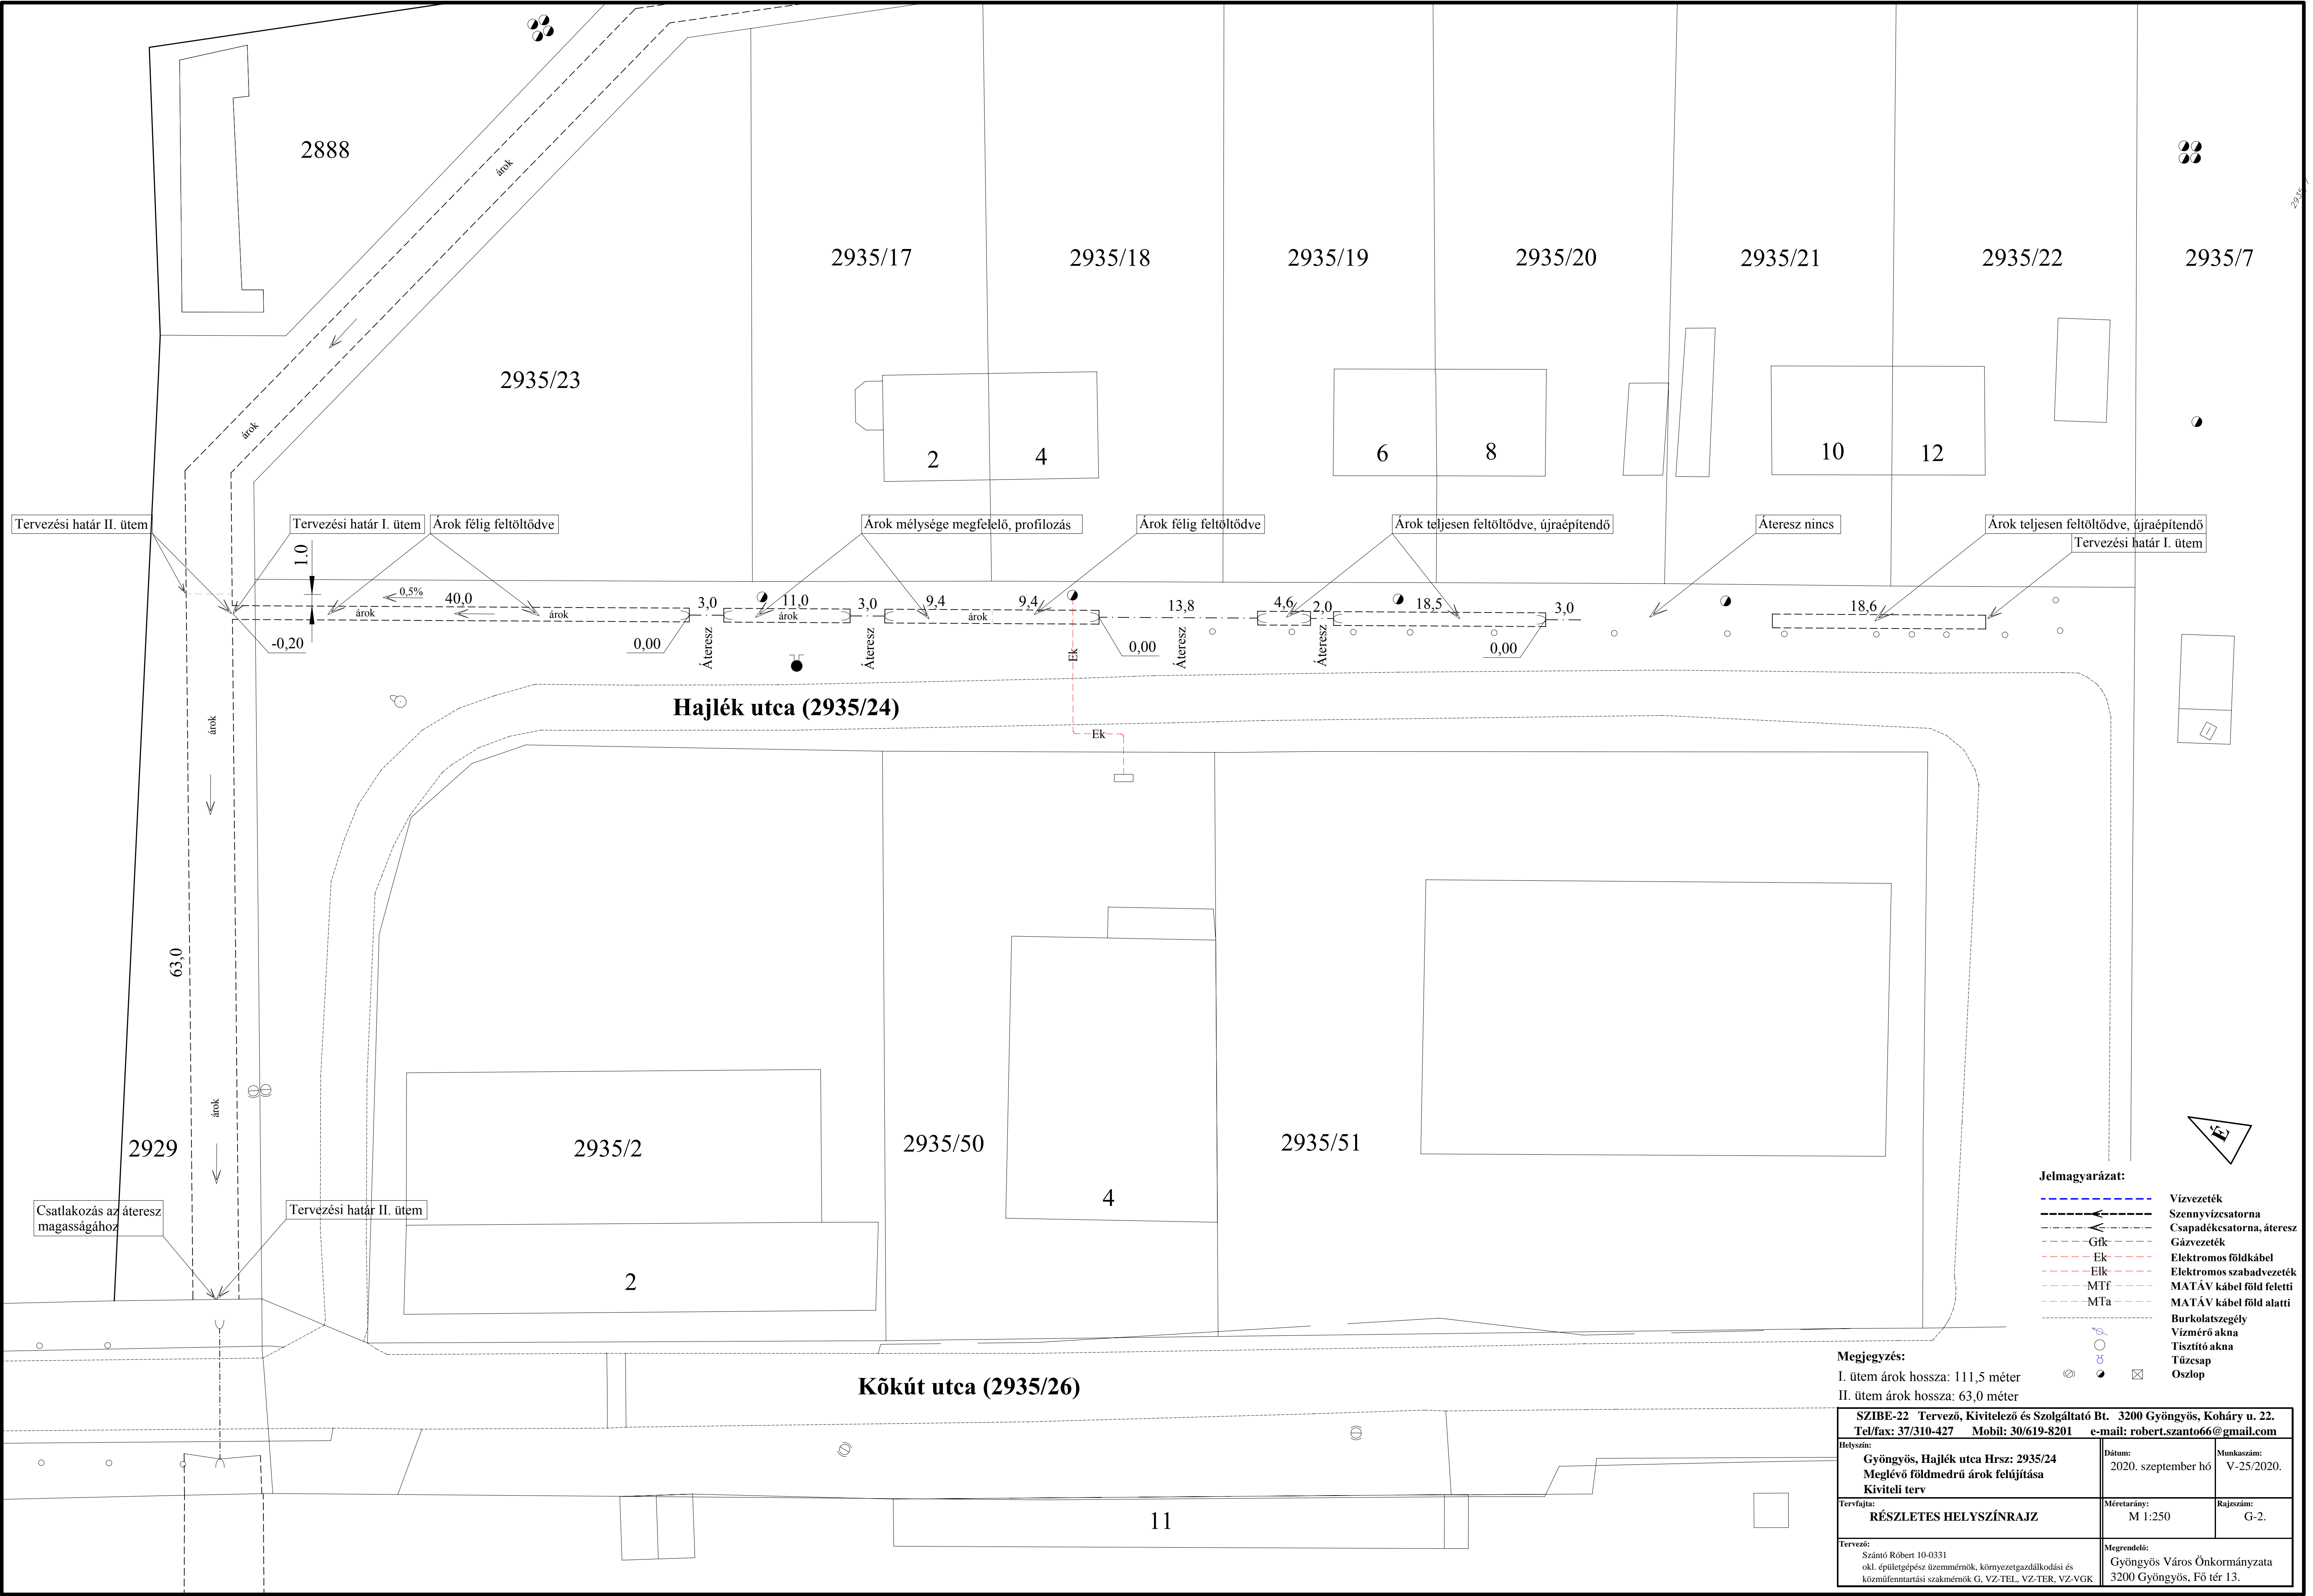 2888
árok
2935/7
2935/17
2935/18
2935/19
2935/20
2935/21
2935/22
2935/7
2935/23
árok
2
4
6
8
10
12
Tervezési határ II. ütem
Tervezési határ I. ütem
Árok félig feltöltődve
Árok mélysége megfelelő, profilozás
Árok félig feltöltődve
Árok teljesen feltöltődve, újraépítendő
Áteresz nincs
Árok teljesen feltöltődve, újraépítendő
Tervezési határ I. ütem
1.0
0,5%
40,0
3,0
11,0
3,0
9,4
9,4
13,8
4,6
2,0
18,5
3,0
18,6
árok
árok
árok
árok
-0,20
0,00
Áteresz
Áteresz
Ek
0,00
Áteresz
Áteresz
0,00
Hajlék utca (2935/24)
árok
Ek
63,0
árok
2929
2935/2
2935/50
2935/51
4
É
Csatlakozás az áteresz
magasságához
Tervezési határ II. ütem
2
Kõkút utca (2935/26)
11
Jelmagyarázat:
Vízvezeték
Szennyvízcsatorna
Csapadékcsatorna, áteresz
Gfk Gázvezeték
Ek Elektromos földkábel
Elk Elektromos szabadvezeték
MTf MATÁV kábel föld feletti
MTa MATÁV kábel föld alatti
Burkolatszegély
Vízmérő akna
Tisztító akna
Tűzcsap
Oszlop
Megjegyzés:
I. ütem árok hossza: 111,5 méter
II. ütem árok hossza: 63,0 méter
SZIBE-22 Tervező, Kivitelező és Szolgáltató Bt. 3200 Gyöngyös, Koháry u. 22.
Tel/fax: 37/310-427 Mobil: 30/619-8201 e-mail: robert.szanto66@gmail.com
Helyszín:
Gyöngyös, Hajlék utca Hrsz: 2935/24
Meglévő földmedrű árok felújítása
Kiviteli terv
Dátum:
2020. szeptember hó
Munkaszám:
V-25/2020.
Tervfajta:
RÉSZLETES HELYSZÍNRAJZ
Méretarány:
M 1:250
Rajzszám:
G-2.
Tervező:
Szántó Róbert 10-0331
okl. épületgépész üzemmérnök, környezetgazdálkodási és
közműfenntartási szakmérnök G, VZ-TEL, VZ-TER, VZ-VGK
Megrendelő:
Gyöngyös Város Önkormányzata
3200 Gyöngyös, Fő tér 13.